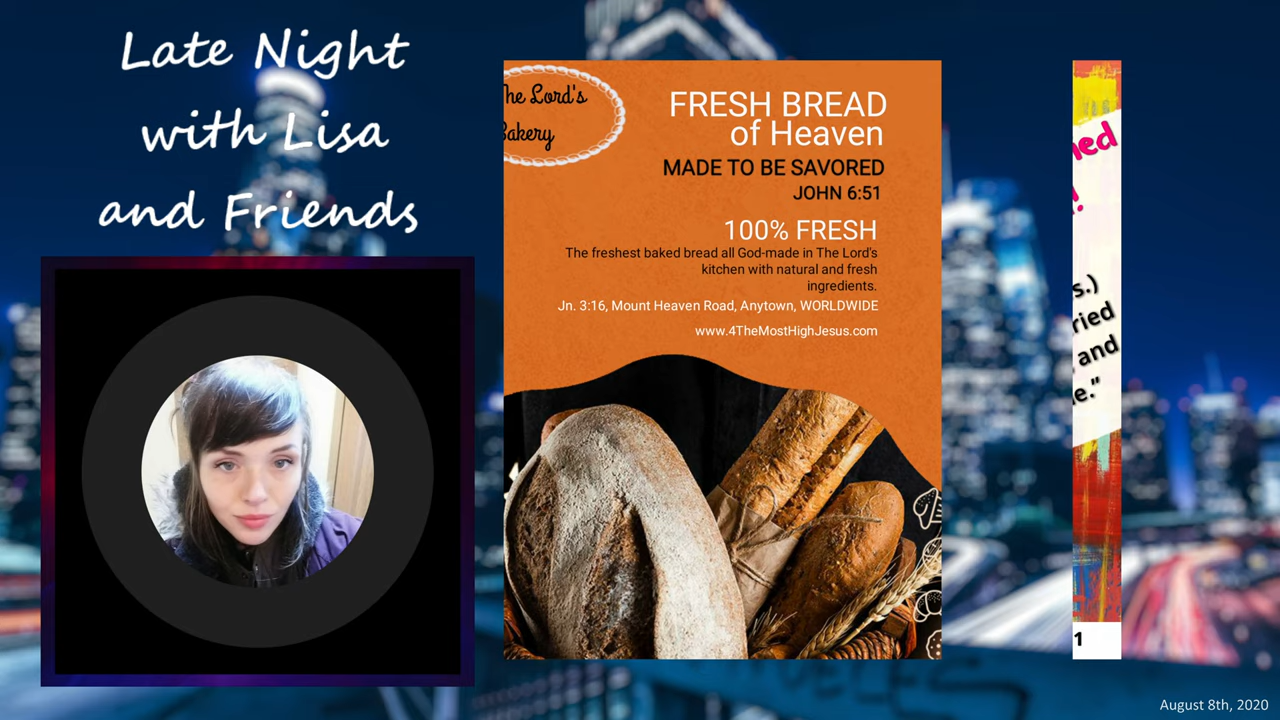 Late Night
with Lisa
and Friends
The Lord's
Bakery
FRESH BREAD
of Heaven
MADE TO BE SAVORED
JOHN 6:51
100% FRESH
The freshest baked bread all God-made in The Lord's
kitchen with natural and fresh
ingredients.
Jn. 3:16, Mount Heaven Road, Anytown, WORLDWIDE
www.4TheMostHighJesus.com
and
1
August 8th, 2020